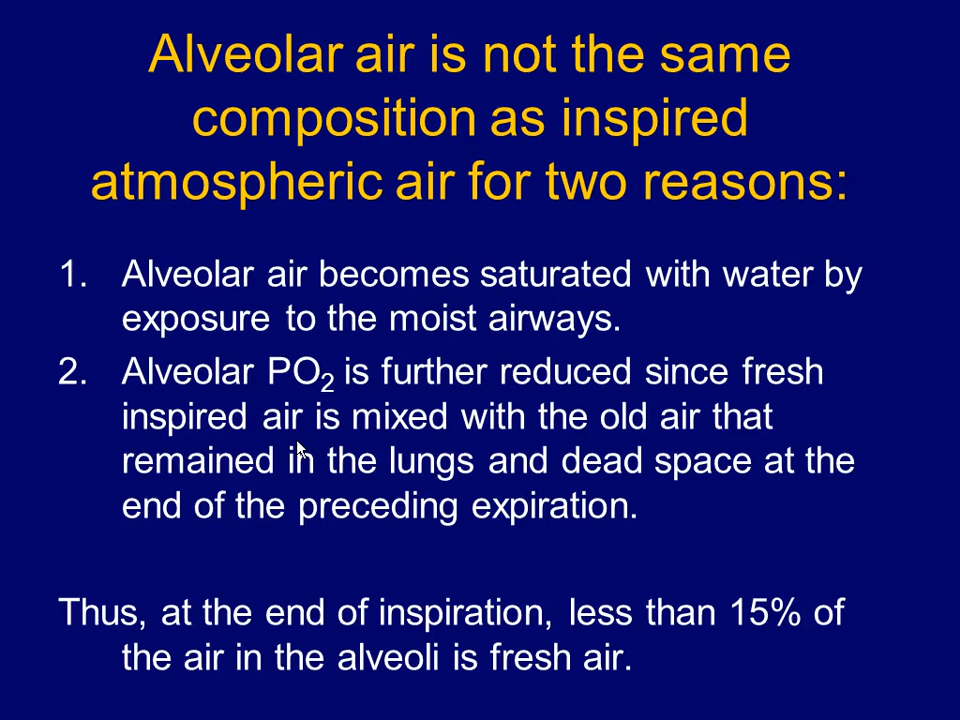 Alveolar air is not the same
composition as inspired
atmospheric air for two reasons:
1. Alveolar air becomes saturated with water by
exposure to the moist airways.
2. Alveolar PO2 is further reduced since fresh
inspired air is mixed with the old air that
remained in the lungs and dead space at the
end of the preceding expiration.
Thus, at the end of inspiration, less than 15% of
the air in the alveoli is fresh air.